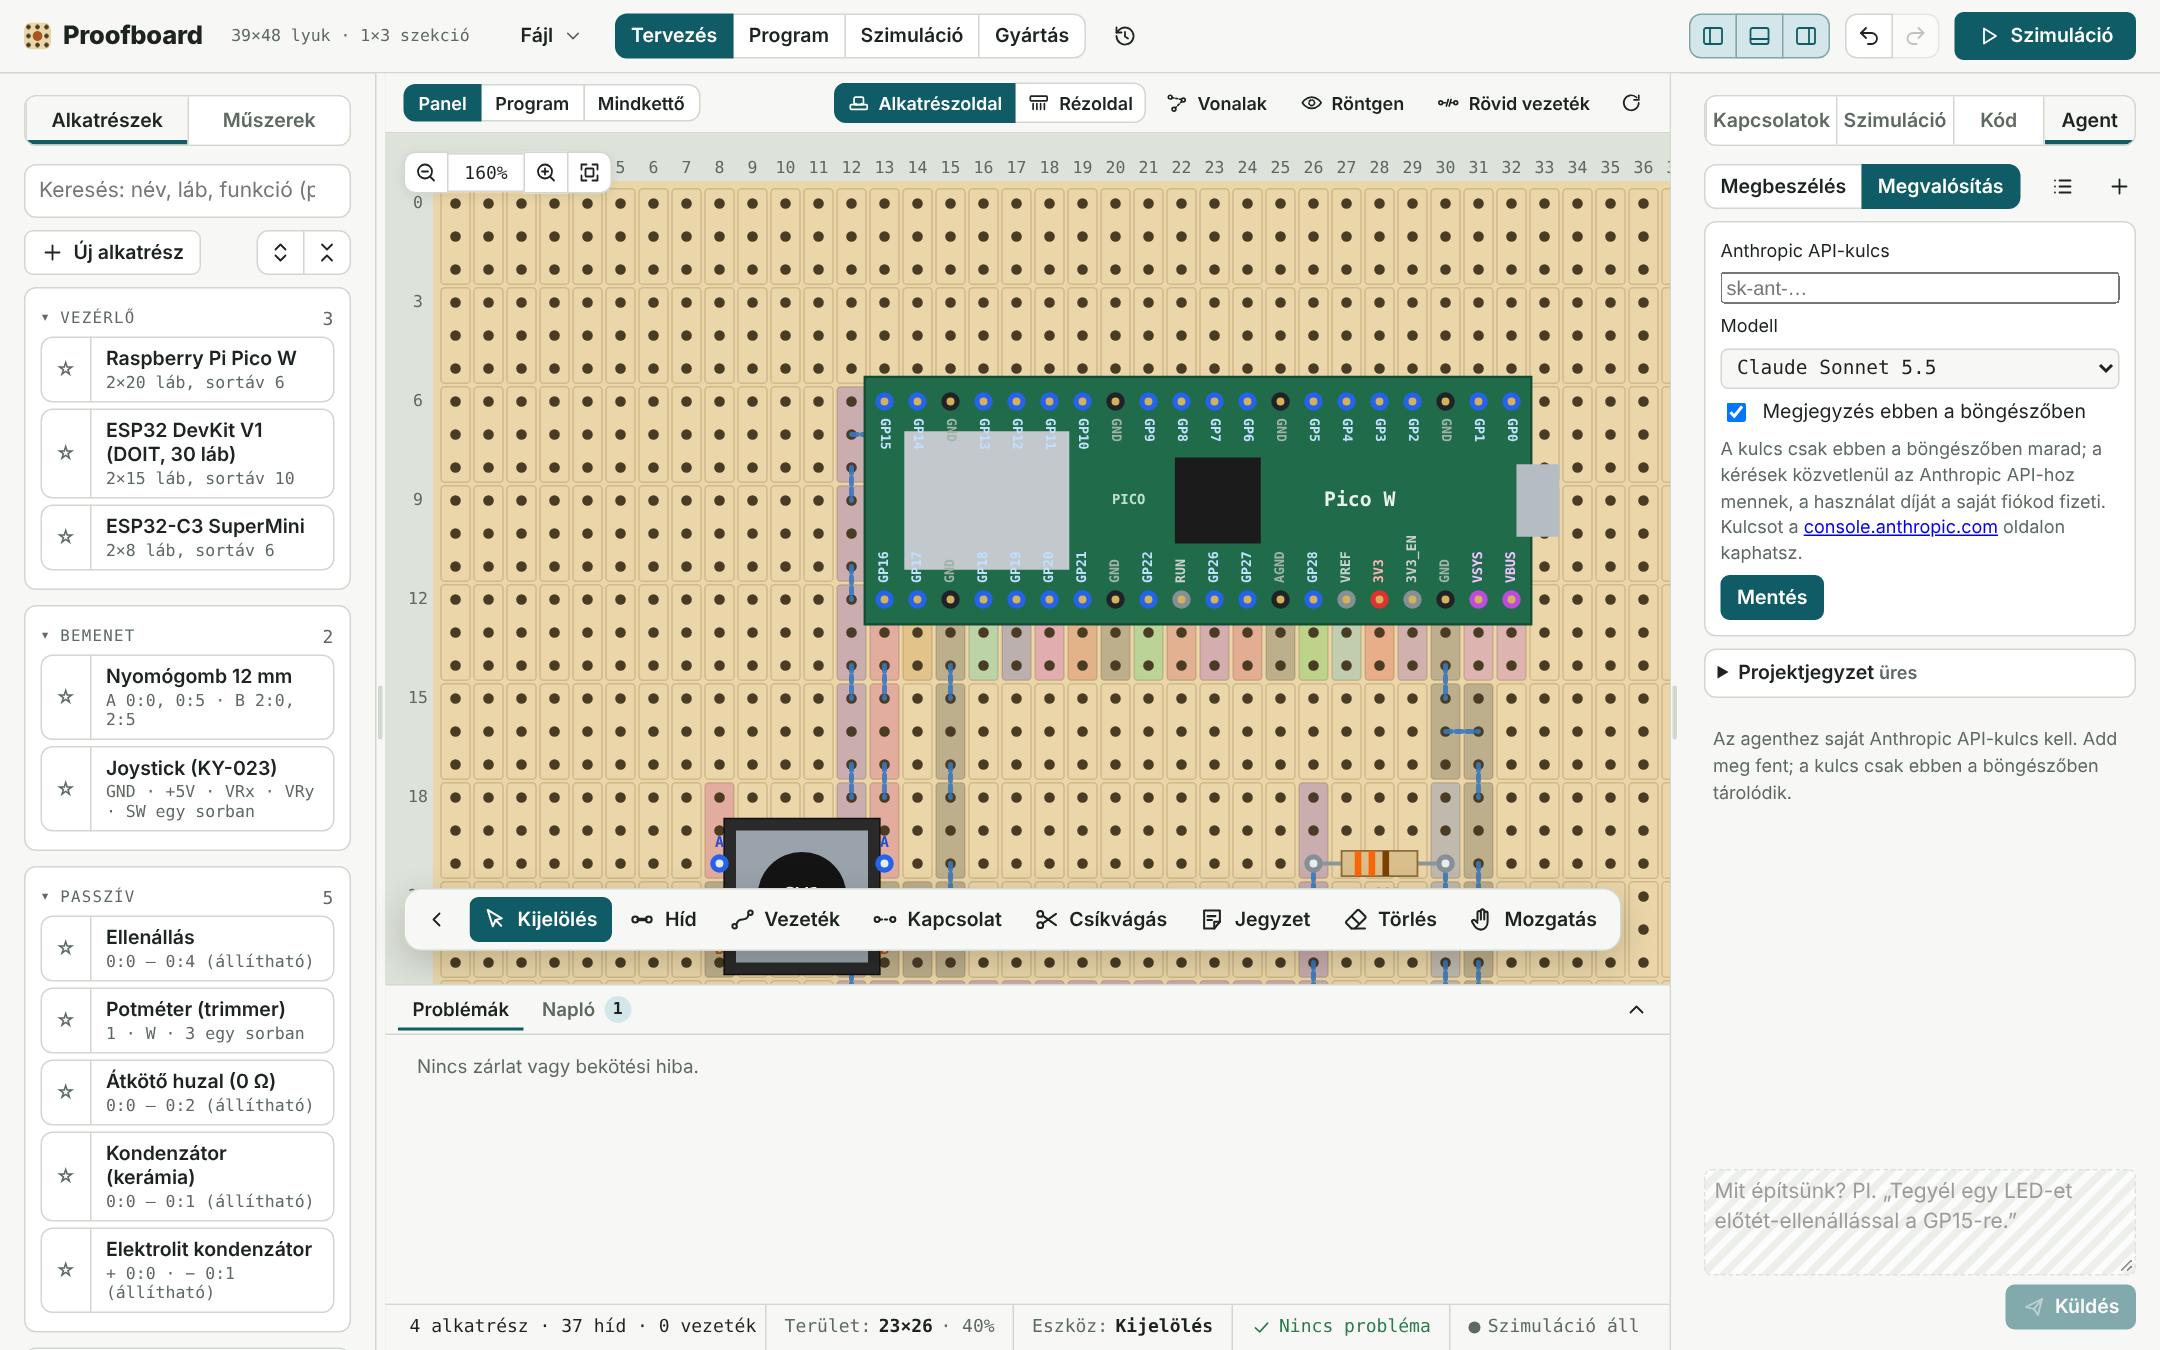 Proofboard
39×48 lyuk · 1×3 szekció
Fájl
Tervezés
Program
Szimuláció
Gyártás
Szimuláció
Alkatrészek
Műszerek
Keresés: név, láb, funkció (p
Új alkatrész
VEZÉRLŐ 3
Raspberry Pi Pico W
2×20 láb, sortáv 6
ESP32 DevKit V1
(DOIT, 30 láb)
2×15 láb, sortáv 10
ESP32-C3 SuperMini
2×8 láb, sortáv 6
BEMENET 2
Nyomógomb 12 mm
A 0:0, 0:5 · B 2:0,
2:5
Joystick (KY-023)
GND · +5V · VRx · VRy
· SW egy sorban
PASSZÍV 5
Ellenállás
0:0 – 0:4 (állítható)
Potméter (trimmer)
1 · W · 3 egy sorban
Átkötő huzal (0 Ω)
0:0 – 0:2 (állítható)
Kondenzátor
(kerámia)
0:0 – 0:1 (állítható)
Elektrolit kondenzátor
+ 0:0 · − 0:1
(állítható)
Panel
Program
Mindkettő
Alkatrészoldal
Rézoldal
Vonalak
Röntgen
Rövid vezeték
160%
5 6 7 8 9 10 11 12 13 14 15 16 17 18 19 20 21 22 23 24 25 26 27 28 29 30 31 32 33 34 35 36
0
3
6
9
12
15
18
GP15 GP14 GND GP13 GP12 GP11 GP10 GND GP9 GP8 GP7 GP6 GND GP5 GP4 GP3 GP2 GND GP1 GP0
PICO
Pico W
GP16 GP17 GND GP18 GP19 GP20 GP21 GND GP22 RUN GP26 GP27 AGND GP28 VREF 3V3 3V3_EN GND VSYS VBUS
A A
Kijelölés
Híd
Vezeték
Kapcsolat
Csíkvágás
Jegyzet
Törlés
Mozgatás
Problémák
Napló 1
Nincs zárlat vagy bekötési hiba.
4 alkatrész · 37 híd · 0 vezeték
Terület: 23×26 · 40%
Eszköz: Kijelölés
Nincs probléma
Szimuláció áll
Kapcsolatok
Szimuláció
Kód
Agent
Megbeszélés
Megvalósítás
Anthropic API-kulcs
sk-ant-...
Modell
Claude Sonnet 5.5
Megjegyzés ebben a böngészőben
A kulcs csak ebben a böngészőben marad; a
kérések közvetlenül az Anthropic API-hoz
mennek, a használat díját a saját fiókod fizeti.
Kulcsot a console.anthropic.com oldalon
kaphatsz.
Mentés
Projektjegyzet üres
Az agenthez saját Anthropic API-kulcs kell. Add
meg fent; a kulcs csak ebben a böngészőben
tárolódik.
Mit építsünk? Pl. „Tegyél egy LED-et
előtét-ellenállással a GP15-re.”
Küldés